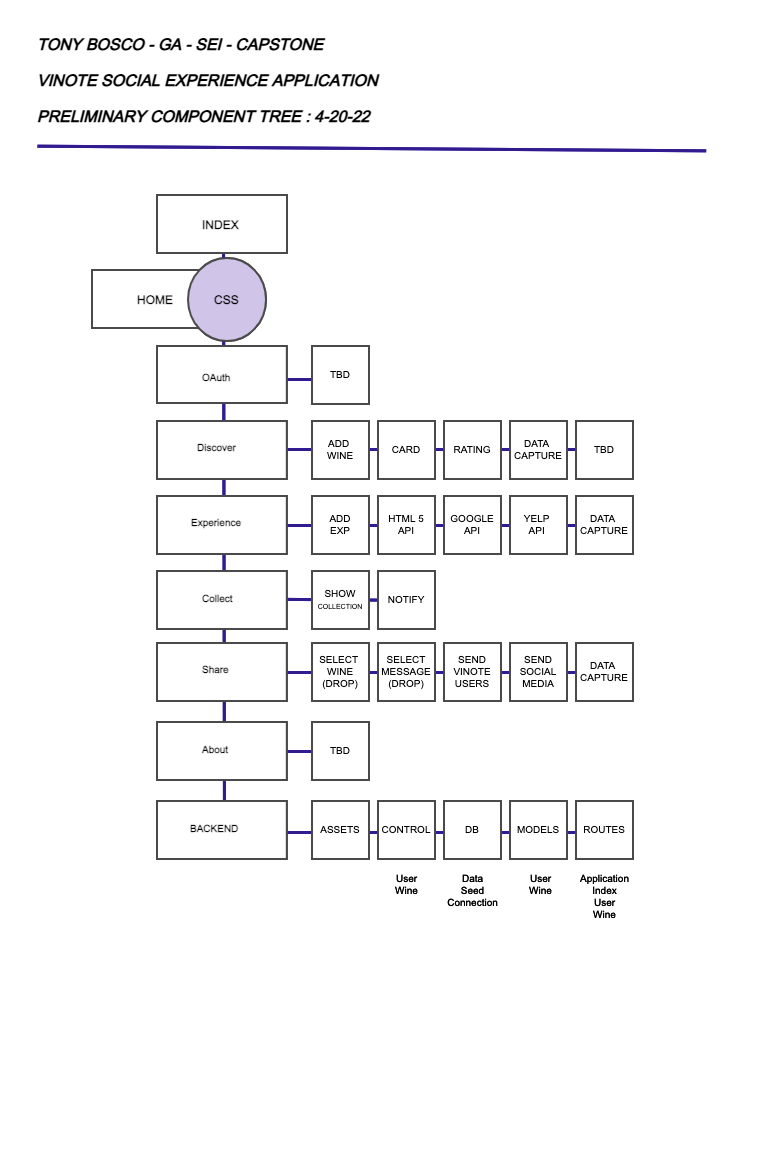 TONY BOSCO - GA - SEI - CAPSTONE
VINOTE SOCIAL EXPERIENCE APPLICATION
PRELIMINARY COMPONENT TREE : 4-20-22
INDEX
HOME
CSS
OAuth
TBD
Discover
ADD
WINE
CARD
RATING
DATA
CAPTURE
TBD
Experience
ADD
EXP
HTML 5
API
GOOGLE
API
YELP
API
DATA
CAPTURE
Collect
SHOW
COLLECTION
NOTIFY
Share
SELECT
WINE
(DROP)
SELECT
MESSAGE
(DROP)
SEND
VINOTE
USERS
SEND
SOCIAL
MEDIA
DATA
CAPTURE
About
TBD
BACKEND
ASSETS
CONTROL
DB
MODELS
ROUTES
User
Wine
Data
Seed
Connection
User
Wine
Application
Index
User
Wine